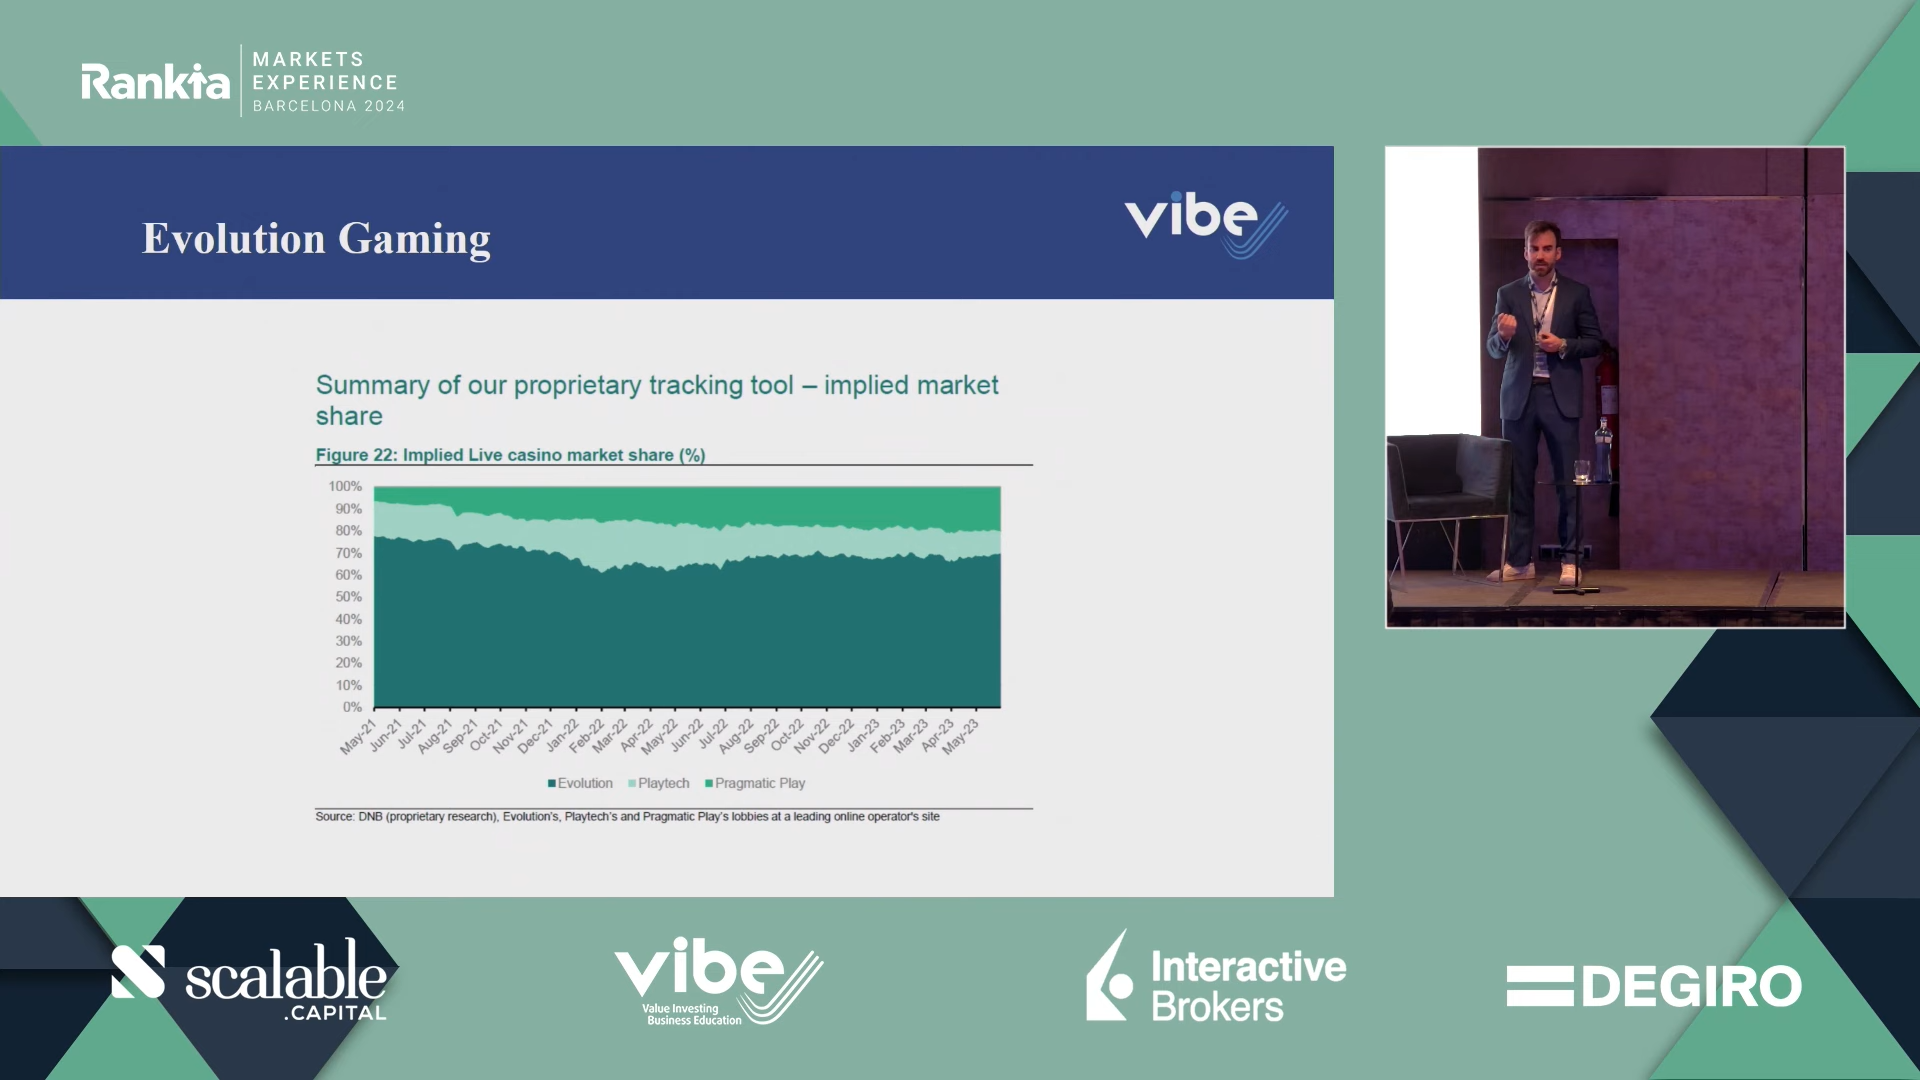 Rankia
MARKETS
EXPERIENCE
BARCELONA 2024
Evolution Gaming
vibe
Summary of our proprietary tracking tool – implied market
share
Figure 22: Implied Live casino market share (%)
100%
90%
80%
70%
60%
50%
40%
30%
20%
10%
0%
May-21
Jun-21
Jul-21
Aug-21
Sep-21
Oct-21
Nov-21
Dec-21
Jan-22
Feb-22
Mar-22
Apr-22
May-22
Jun-22
Jul-22
Aug-22
Sep-22
Oct-22
Nov-22
Dec-22
Jan-23
Feb-23
Mar-23
Apr-23
May-23
Evolution Playtech Pragmatic Play
Source: DNB (proprietary research), Evolution's, Playtech's and Pragmatic Play's lobbies at a leading online operator's site
scalable
.CAPITAL
vibe
Value Investing
Business Education
Interactive
Brokers
DEGIRO